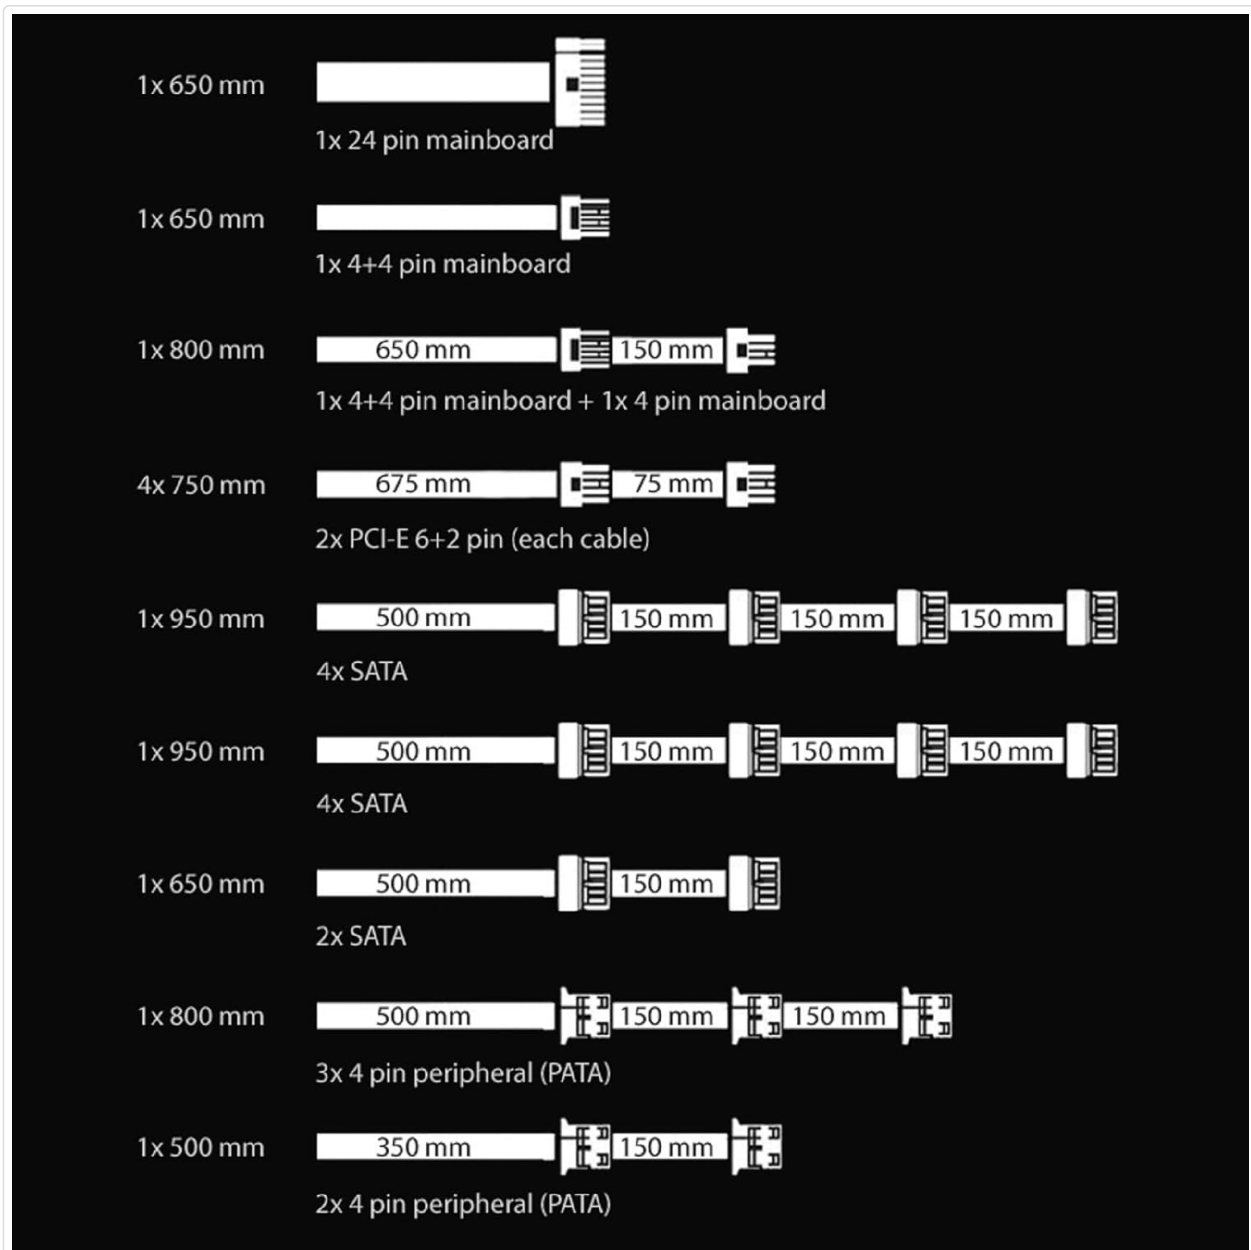 1x 650 mm
1x 24 pin mainboard
1x 650 mm
1x 4+4 pin mainboard
1x 800 mm 650 mm 150 mm
1x 4+4 pin mainboard + 1x 4 pin mainboard
4x 750 mm 675 mm 75 mm
2x PCI-E 6+2 pin (each cable)
1x 950 mm 500 mm 150 mm 150 mm 150 mm
4x SATA
1x 950 mm 500 mm 150 mm 150 mm 150 mm
4x SATA
1x 650 mm 500 mm 150 mm
2x SATA
1x 800 mm 500 mm 150 mm 150 mm
3x 4 pin peripheral (PATA)
1x 500 mm 350 mm 150 mm
2x 4 pin peripheral (PATA)